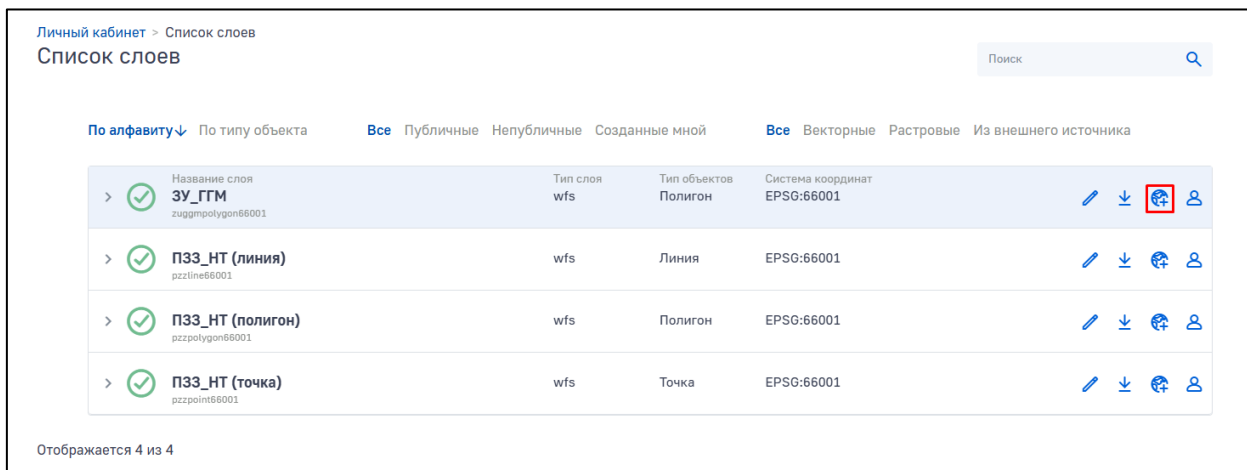 Личный кабинет > Список слоев
Список слоев
Поиск
По алфавиту↓ По типу объекта Все Публичные Непубличные Созданные мной Все Векторные Растровые Из внешнего источника
Название слоя Тип слоя Тип объектов Система координат
ЗУ_ГГМ wfs Полигон EPSG:66001
zuggmpolygon66001
ПЗЗ_НТ (линия) wfs Линия EPSG:66001
pzzline66001
ПЗЗ_НТ (полигон) wfs Полигон EPSG:66001
pzzpolygon66001
ПЗЗ_НТ (точка) wfs Точка EPSG:66001
pzzpoint66001
Отображается 4 из 4